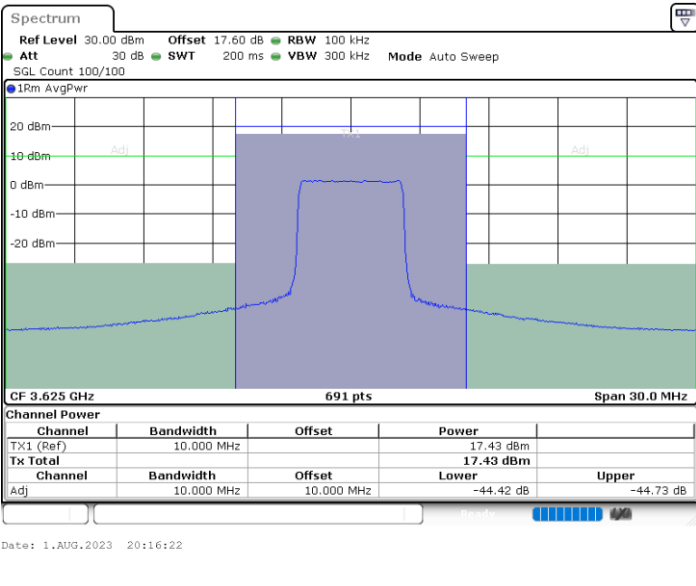 Spectrum
Ref Level 30.00 dBm Offset 17.60 dB RBW 100 kHz
Att 30 dB SWT 200 ms VBW 300 kHz Mode Auto Sweep
SGL Count 100/100
1Rm AvgPwr
20 dBm
TX1
10 dBm Adj Adj
0 dBm
-10 dBm
-20 dBm
CF 3.625 GHz 691 pts Span 30.0 MHz
Channel Power
Channel Bandwidth Offset Power
TX1 (Ref) 10.000 MHz 17.43 dBm
Tx Total 17.43 dBm
Channel Bandwidth Offset Lower Upper
Adj 10.000 MHz 10.000 MHz -44.42 dB -44.73 dB
Ready
Date: 1.AUG.2023 20:16:22